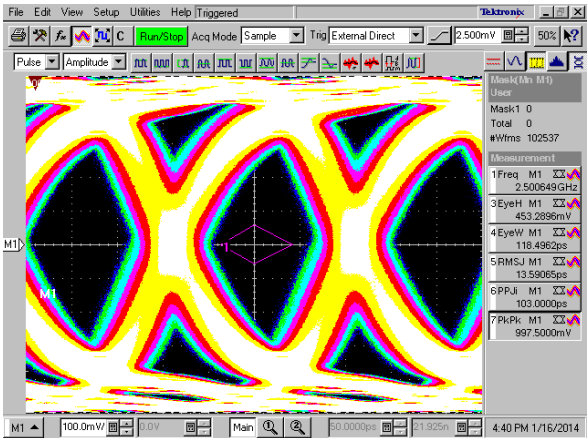 File Edit View Setup Utilities Help Triggered Tektronix
Run/Stop Acq Mode Sample Trig External Direct 2.500mV 50%
Pulse Amplitude
Mask(Mn M1)
User
Mask1 0
Total 0
#Wfms 102537
Measurement
1 Freq M1
2.500649GHz
3 EyeH M1
453.2896mV
4 EyeW M1
118.4962ps
5 RMSJ M1
13.59065ps
6 PPJi M1
103.0000ps
7 PkPk M1
997.5000mV
M1
1
M1
M1 100.0mV 0.0V Main 1 2 50.0000ps 21.925n 4:40 PM 1/16/2014